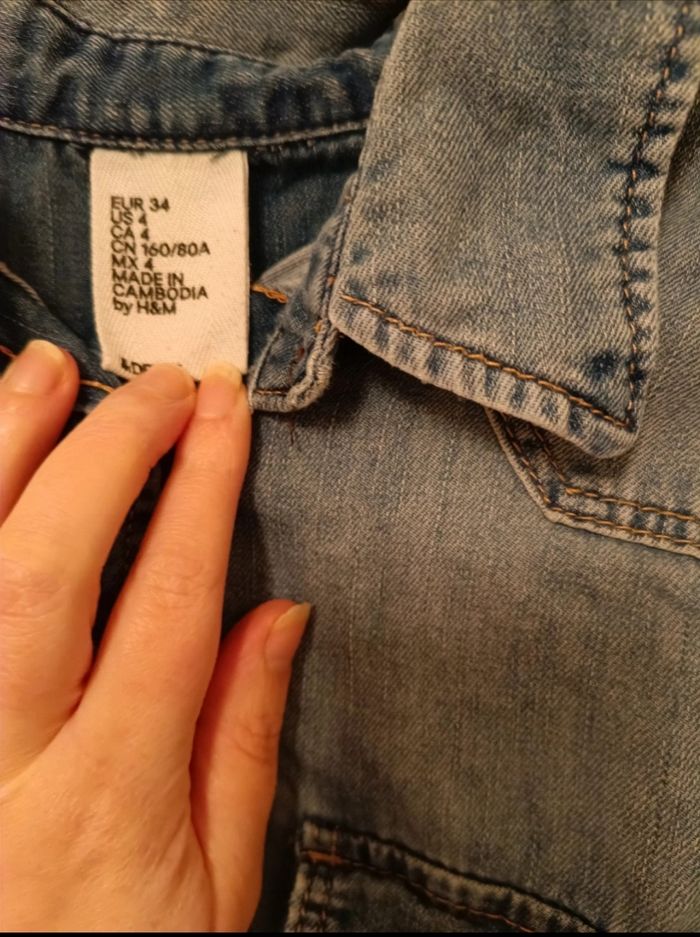 EUR 34
US 4
CA 4
CN 160/80A
MX 4
MADE IN
CAMBODIA
by H&M